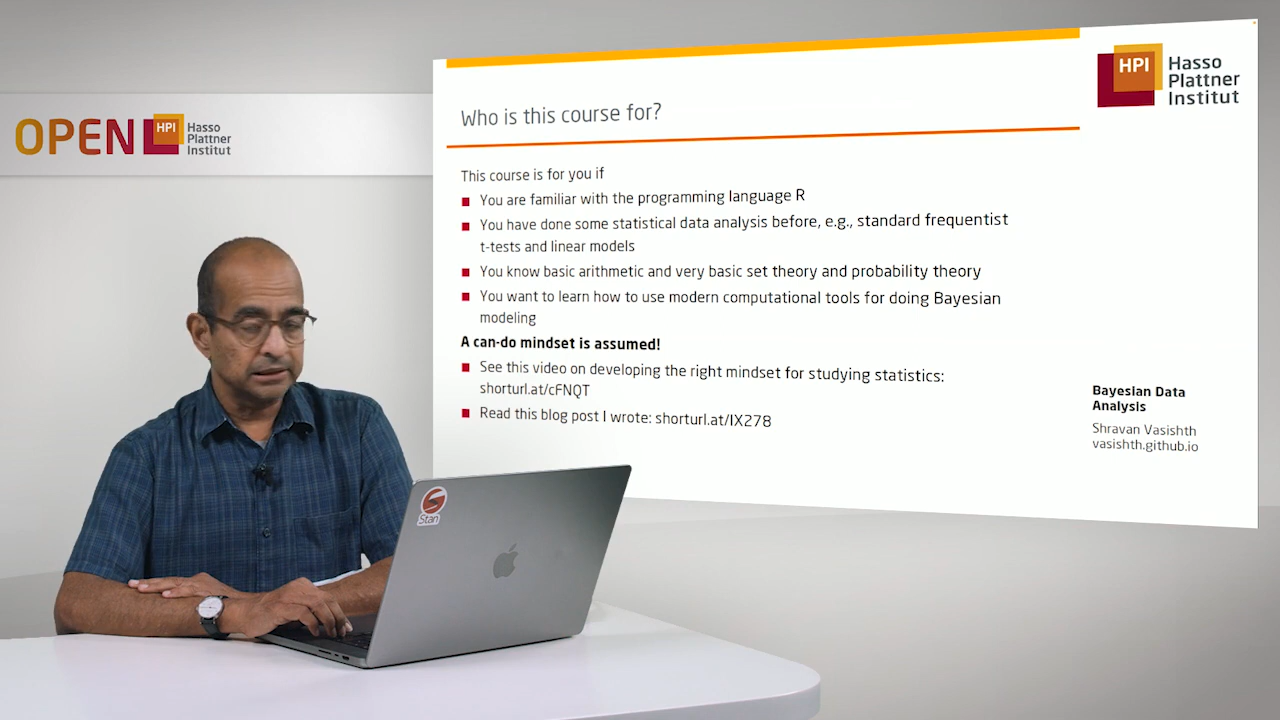 OPEN HPI Hasso
Plattner
Institut
Who is this course for?
This course is for you if
You are familiar with the programming language R
You have done some statistical data analysis before, e.g., standard frequentist
t-tests and linear models
You know basic arithmetic and very basic set theory and probability theory
You want to learn how to use modern computational tools for doing Bayesian
modeling
A can-do mindset is assumed!
See this video on developing the right mindset for studying statistics:
shorturl.at/cFNQT
Read this blog post I wrote: shorturl.at/IX278
HPI Hasso
Plattner
Institut
Bayesian Data
Analysis
Shravan Vasishth
vasishth.github.io
Stan